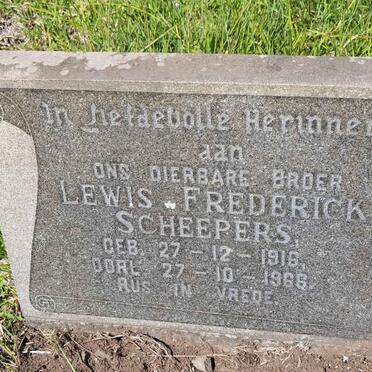 In Liefdevolle Herinner
aan
ONS DIERBARE BROER
LEWIS FREDERICK
SCHEEPERS,
GEB. 27-12-1916.
OORL. 27-10-1968.
RUS IN VREDE